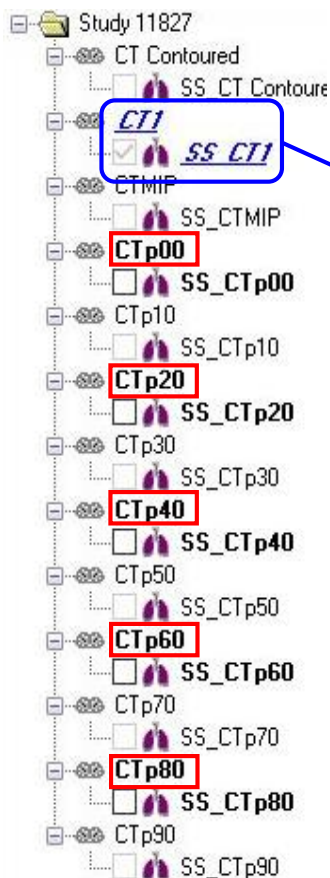 Study 11827
CT Contoured
SS_CT Contoure
CT1
SS_CT1
CTMIP
SS_CTMIP
CTp00
SS_CTp00
CTp10
SS_CTp10
CTp20
SS_CTp20
CTp30
SS_CTp30
CTp40
SS_CTp40
CTp50
SS_CTp50
CTp60
SS_CTp60
CTp70
SS_CTp70
CTp80
SS_CTp80
CTp90
SS_CTp90